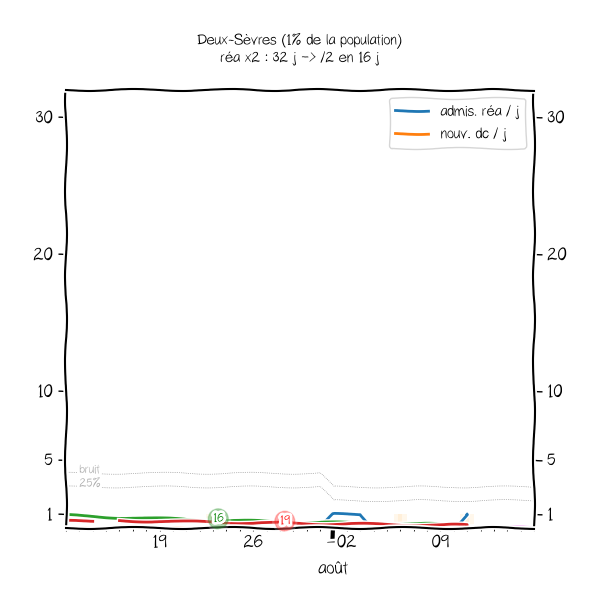 Deux-Sèvres (1% de la population)
réa x2 : 32 j -> /2 en 16 j
admis. réa / j
nouv. dc / j
30
30
20
20
10
10
5
5
bruit
25%
1
1
16
19
19
26
02
09
août